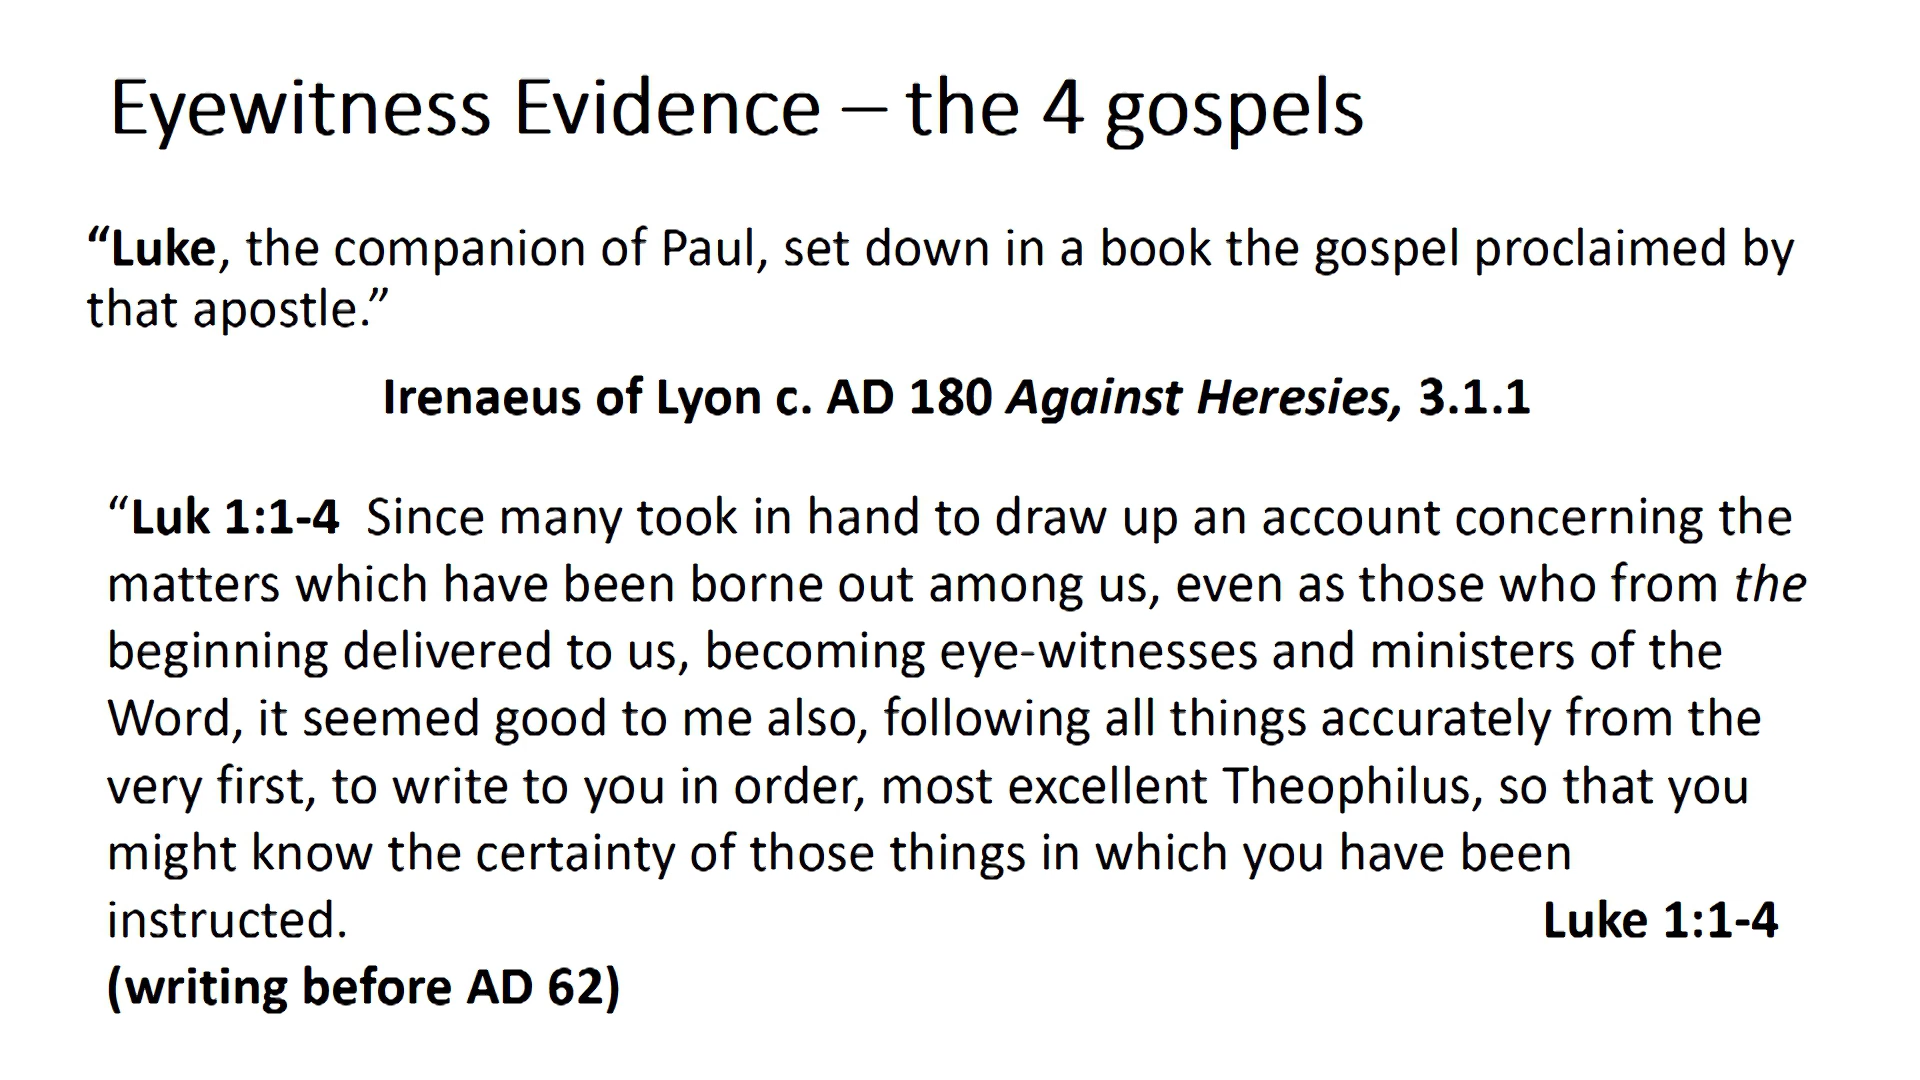 Eyewitness Evidence – the 4 gospels
“Luke, the companion of Paul, set down in a book the gospel proclaimed by
that apostle.”
Irenaeus of Lyon c. AD 180 Against Heresies, 3.1.1
“Luk 1:1-4  Since many took in hand to draw up an account concerning the
matters which have been borne out among us, even as those who from the
beginning delivered to us, becoming eye-witnesses and ministers of the
Word, it seemed good to me also, following all things accurately from the
very first, to write to you in order, most excellent Theophilus, so that you
might know the certainty of those things in which you have been
instructed. Luke 1:1-4
(writing before AD 62)